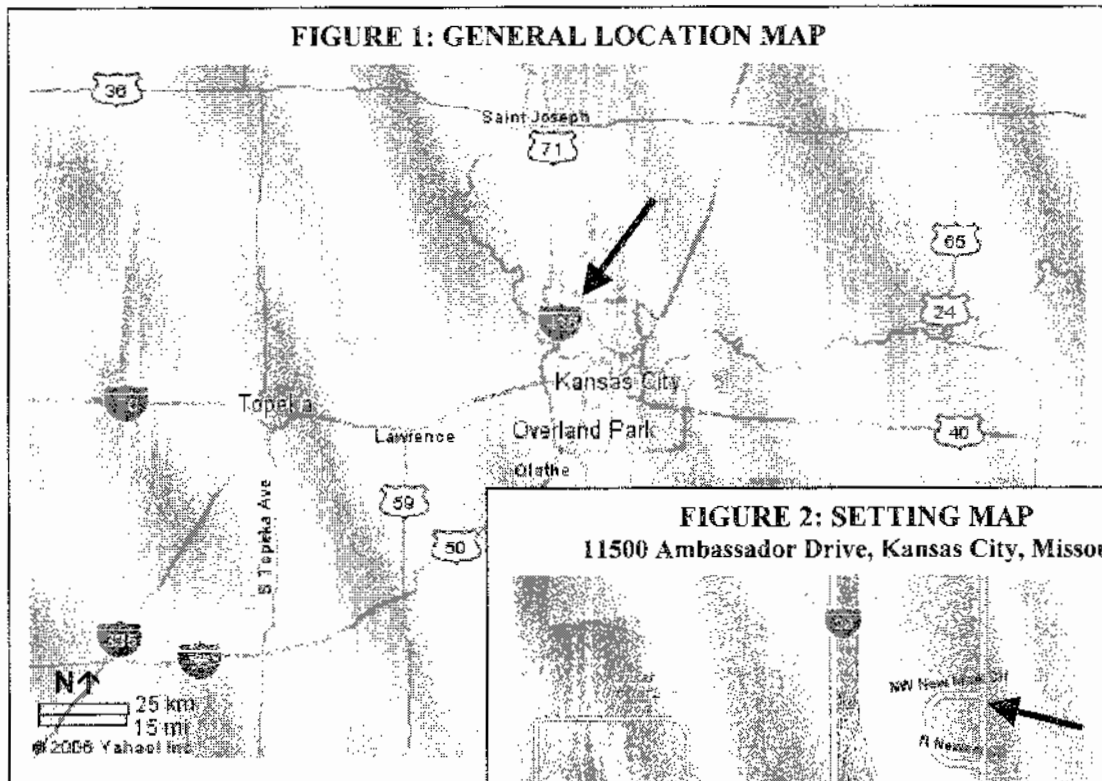 FIGURE 1: GENERAL LOCATION MAP
36
Saint Joseph
71
65
24
Kansas City
Topeka
Lawrence
Overland Park
40
Olathe
59
50
S Topeka Ave
N
25 km
15 mi
© 2006 Yahoo! Inc
FIGURE 2: SETTING MAP
11500 Ambassador Drive, Kansas City, Missou